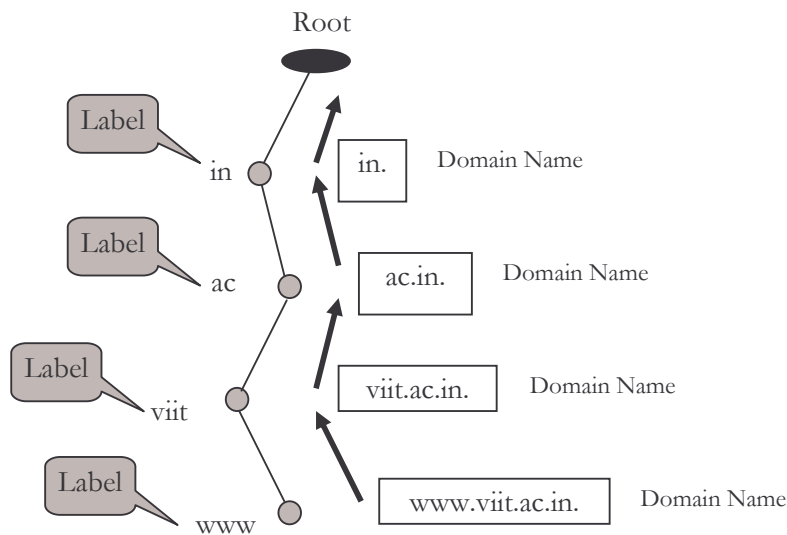 Root
Label
in
in.
Domain Name
Label
ac
ac.in.
Domain Name
Label
viit
viit.ac.in.
Domain Name
Label
www
www.viit.ac.in.
Domain Name